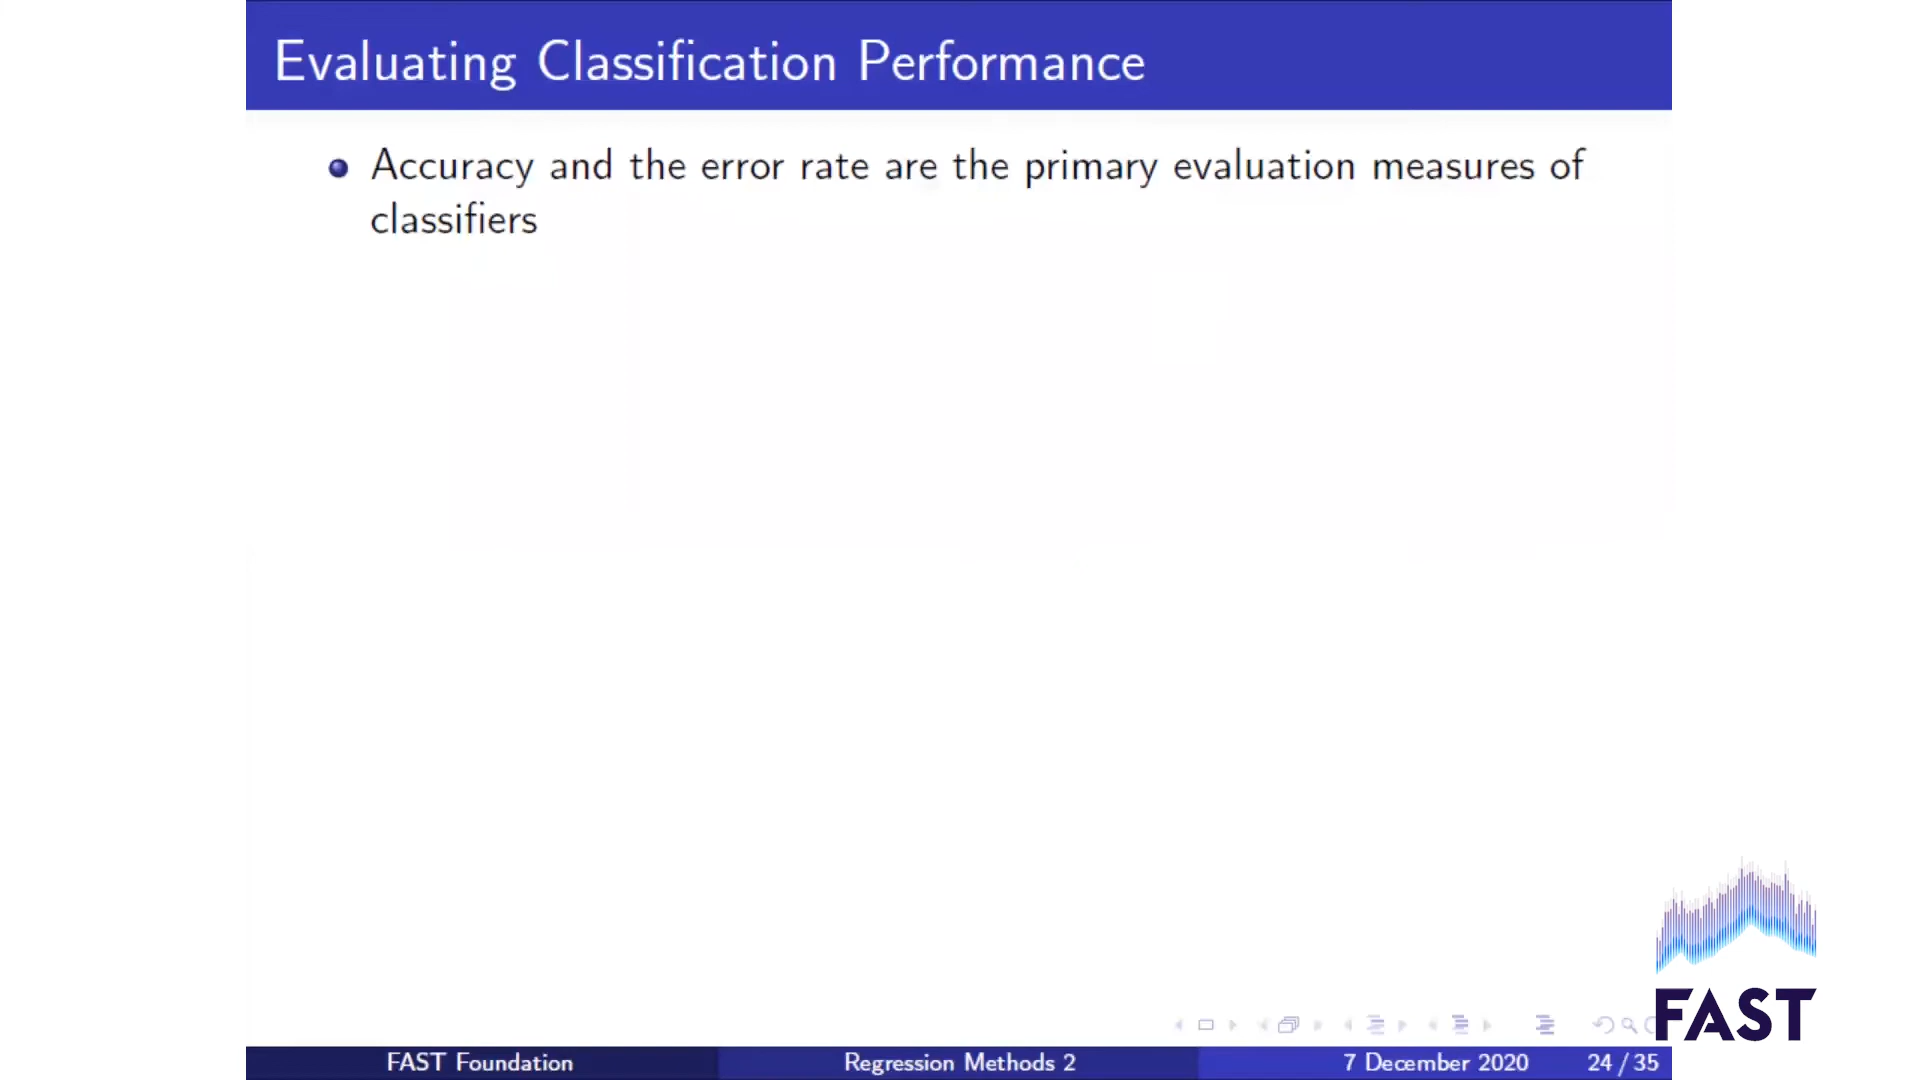 Evaluating Classification Performance
Accuracy and the error rate are the primary evaluation measures of
classifiers
FAST
FAST Foundation
Regression Methods 2
7 December 2020
24 / 35